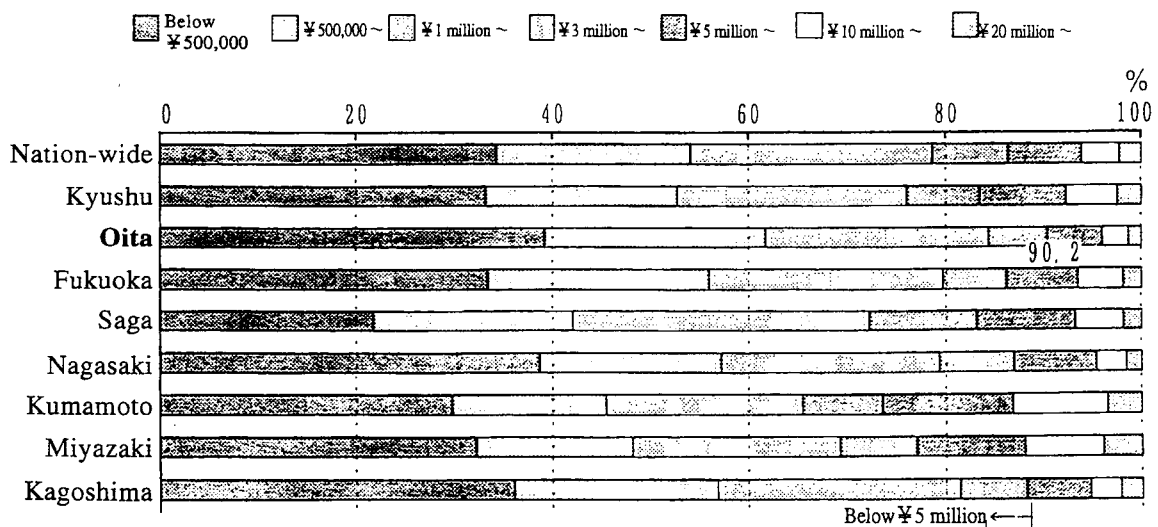 Below ¥500,000
¥500,000 ~
¥1 million ~
¥3 million ~
¥5 million ~
¥10 million ~
¥20 million ~
%
0 20 40 60 80 100
Nation-wide
Kyushu
Oita
90.2
Fukuoka
Saga
Nagasaki
Kumamoto
Miyazaki
Kagoshima
Below ¥5 million ←